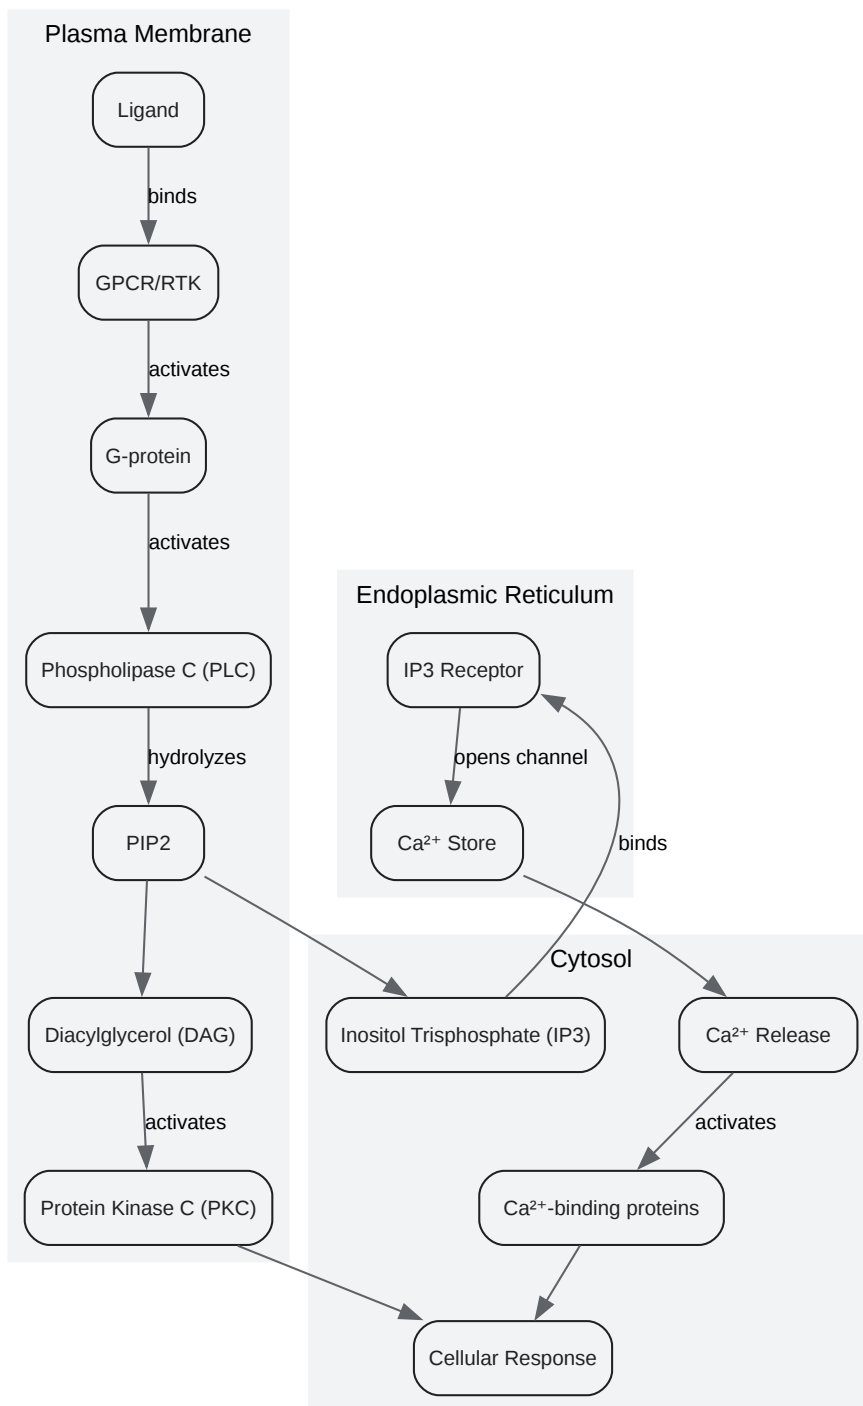 Plasma Membrane
Ligand
binds
GPCR/RTK
activates
G-protein
activates
Phospholipase C (PLC)
hydrolyzes
PIP2
Diacylglycerol (DAG)
activates
Protein Kinase C (PKC)
Endoplasmic Reticulum
IP3 Receptor
opens channel
Ca²⁺ Store
binds
Cytosol
Inositol Trisphosphate (IP3)
Ca²⁺ Release
activates
Ca²⁺-binding proteins
Cellular Response